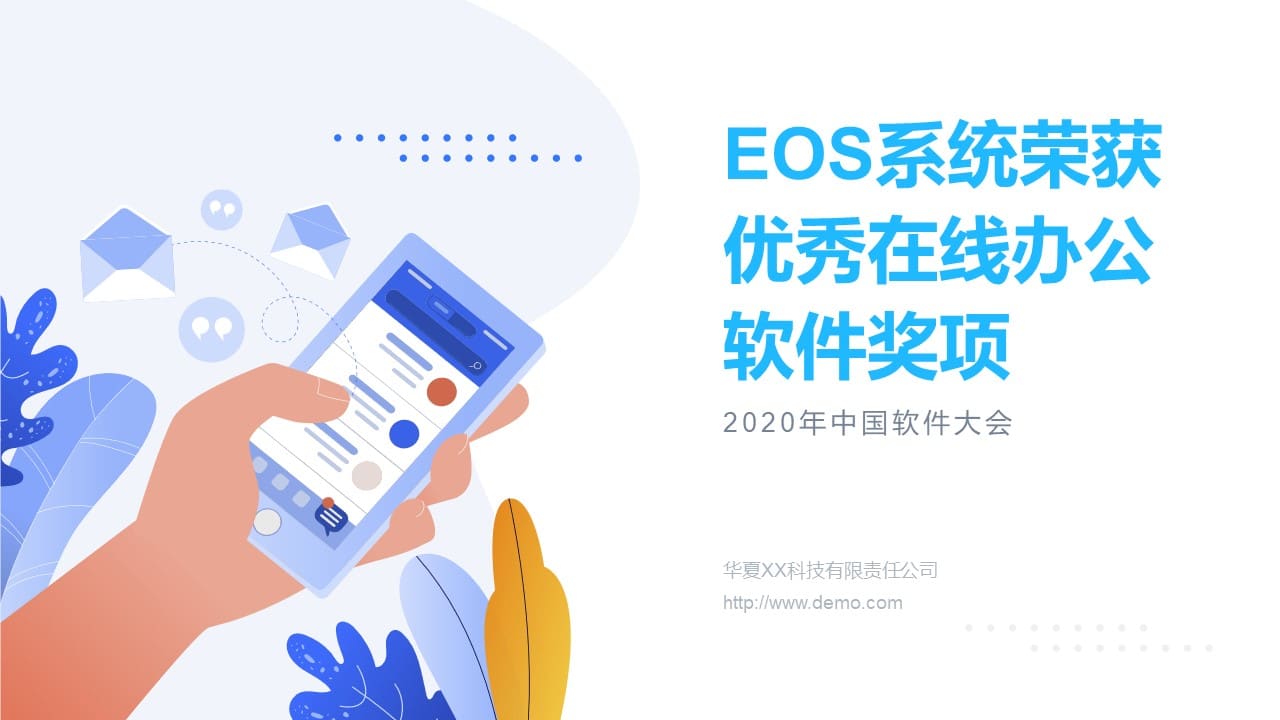 EOS系统荣获
优秀在线办公
软件奖项
2020年中国软件大会
华夏XX科技有限责任公司
http://www.demo.com